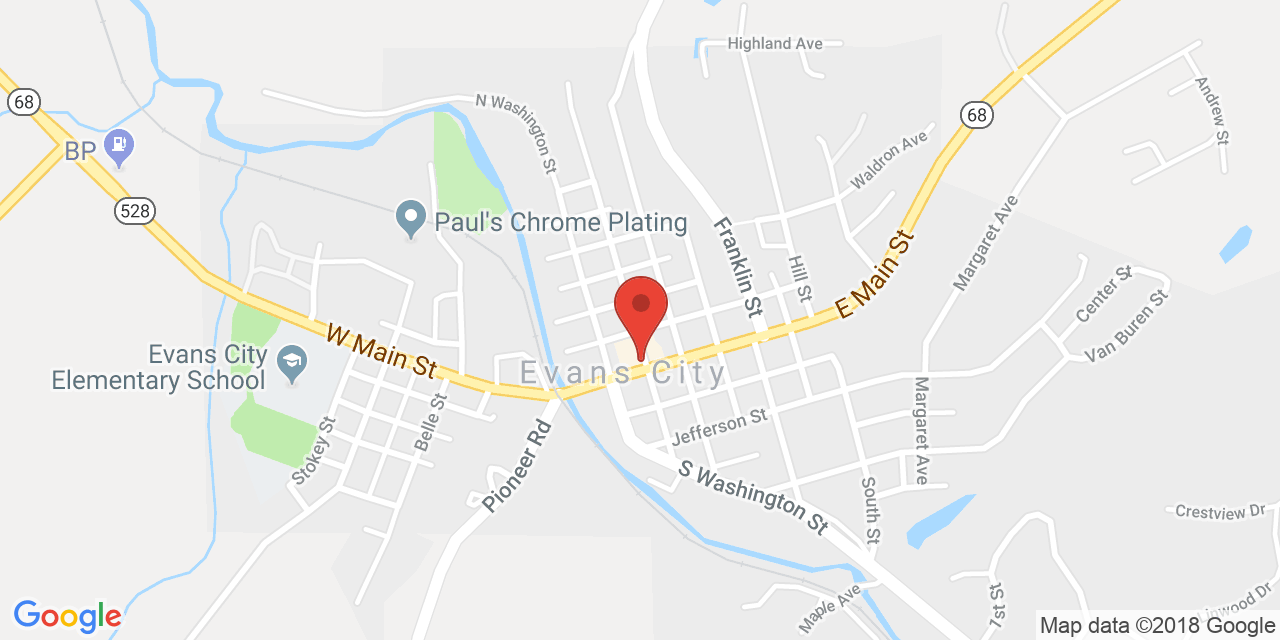 Highland Ave
68
N Washington St
68
Andrew St
BP
Waldron Ave
528
Paul's Chrome Plating
Margaret Ave
Franklin St
Hill St
E Main St
Center St
Van Buren St
W Main St
Evans City
Elementary School
Evans City
Belle St
Stokey St
Jefferson St
Margaret Ave
Pioneer Rd
S Washington St
South St
Crestview Dr
Maple Ave
1st St
Linwood Dr
Google
Map data ©2018 Google